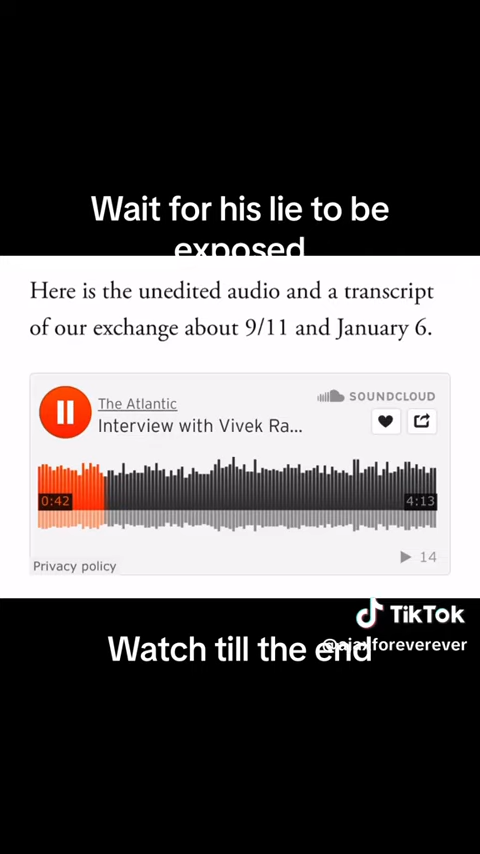 Wait for his lie to be
exposed
Here is the unedited audio and a transcript
of our exchange about 9/11 and January 6.
The Atlantic
SOUNDCLOUD
Interview with Vivek Ra...
0:42
4:13
14
Privacy policy
TikTok
Watch till the end